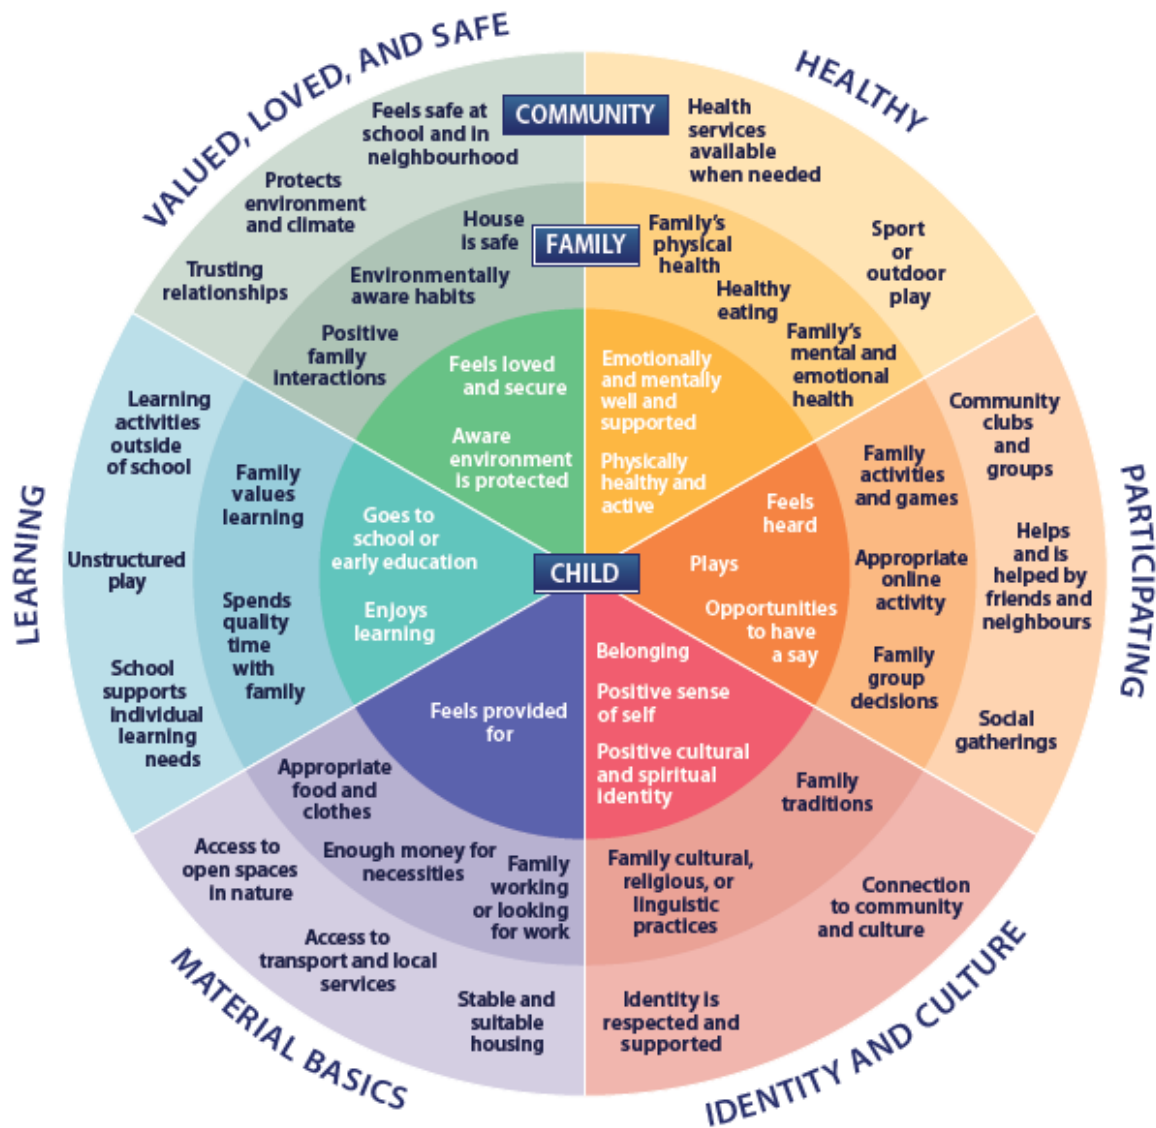 VALUED, LOVED, AND SAFE
COMMUNITY
Feels safe at
school and in
neighbourhood
Protects
environment
and climate
Trusting
relationships
FAMILY
House
is safe
Environmentally
aware habits
Positive
family
interactions
Feels loved
and secure
Aware
environment
is protected
HEALTHY
Health
services
available
when needed
Sport
or
outdoor
play
Family's
physical
health
Healthy
eating
Family's
mental and
emotional
health
Emotionally
and mentally
well and
supported
Physically
healthy and
active
PARTICIPATING
Community
clubs
and
groups
Helps
and is
helped by
friends and
neighbours
Social
gatherings
Family
activities
and games
Appropriate
online
activity
Family
group
decisions
Feels
heard
Plays
Opportunities
to have
a say
CHILD
IDENTITY AND CULTURE
Belonging
Positive sense
of self
Positive cultural
and spiritual
identity
Family
traditions
Family cultural,
religious, or
linguistic
practices
Connection
to community
and culture
Identity is
respected and
supported
MATERIAL BASICS
Feels provided
for
Appropriate
food and
clothes
Enough money for
necessities
Family
working
or looking
for work
Access to
open spaces
in nature
Access to
transport and local
services
Stable and
suitable
housing
LEARNING
Learning
activities
outside
of school
Unstructured
play
School
supports
individual
learning
needs
Family
values
learning
Spends
quality
time
with
family
Goes to
school or
early education
Enjoys
learning